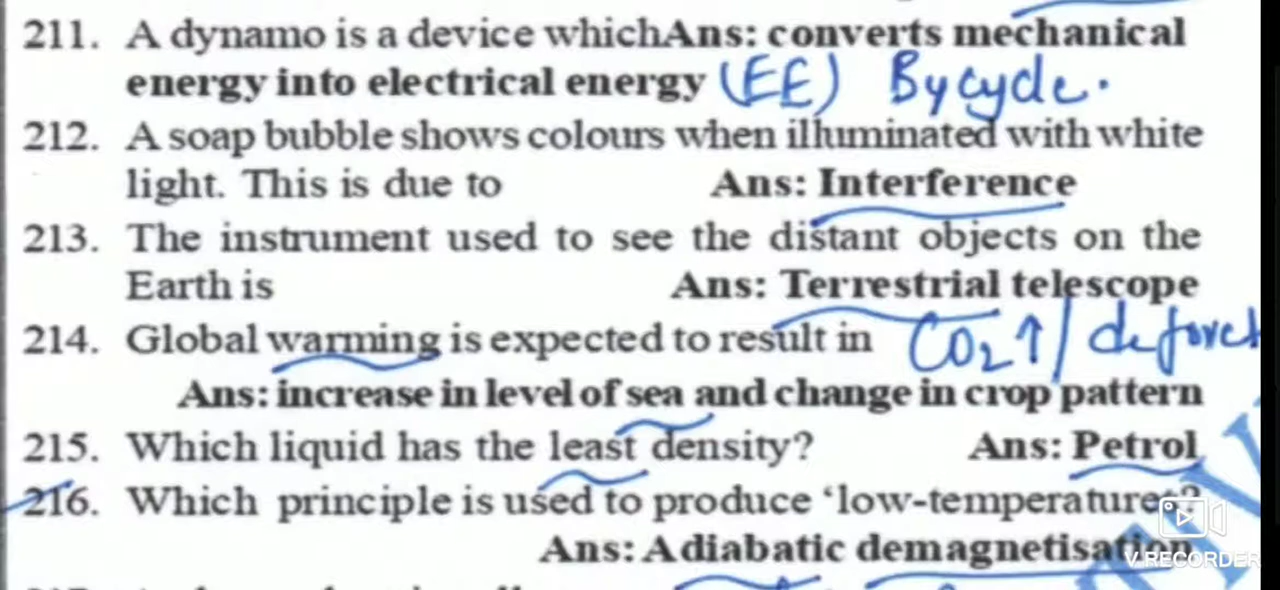 211. A dynamo is a device whichAns: converts mechanical
energy into electrical energy (EE) Bycycle.
212. A soap bubble shows colours when illuminated with white
light. This is due to Ans: Interference
213. The instrument used to see the distant objects on the
Earth is Ans: Terrestrial telescope
214. Global warming is expected to result in CO₂↑/deforest
Ans: increase in level of sea and change in crop pattern
215. Which liquid has the least density? Ans: Petrol
216. Which principle is used to produce ‘low-temperatures?
Ans: Adiabatic demagnetisation
V RECORDER